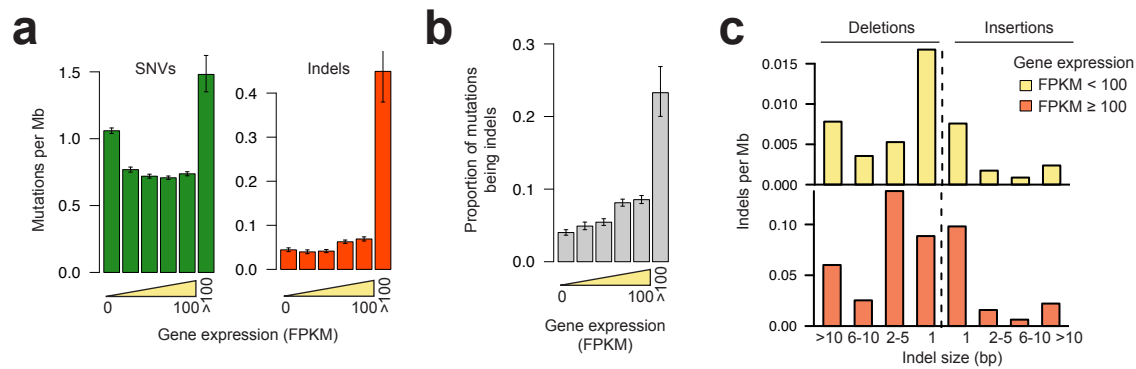 a
SNVs
Indels
Mutations per Mb
1.5
1.0
0.5
0.0
0.4
0.3
0.2
0.1
0.0
0
100
>100
0
100
>100
Gene expression (FPKM)
b
Proportion of mutations
being indels
0.3
0.2
0.1
0.0
0
100
>100
Gene expression
(FPKM)
c
Deletions
Insertions
Gene expression
FPKM < 100
FPKM ≥ 100
Indels per Mb
0.015
0.010
0.005
0.000
0.10
0.05
0.00
>10 6-10 2-5 1 1 2-5 6-10 >10
Indel size (bp)